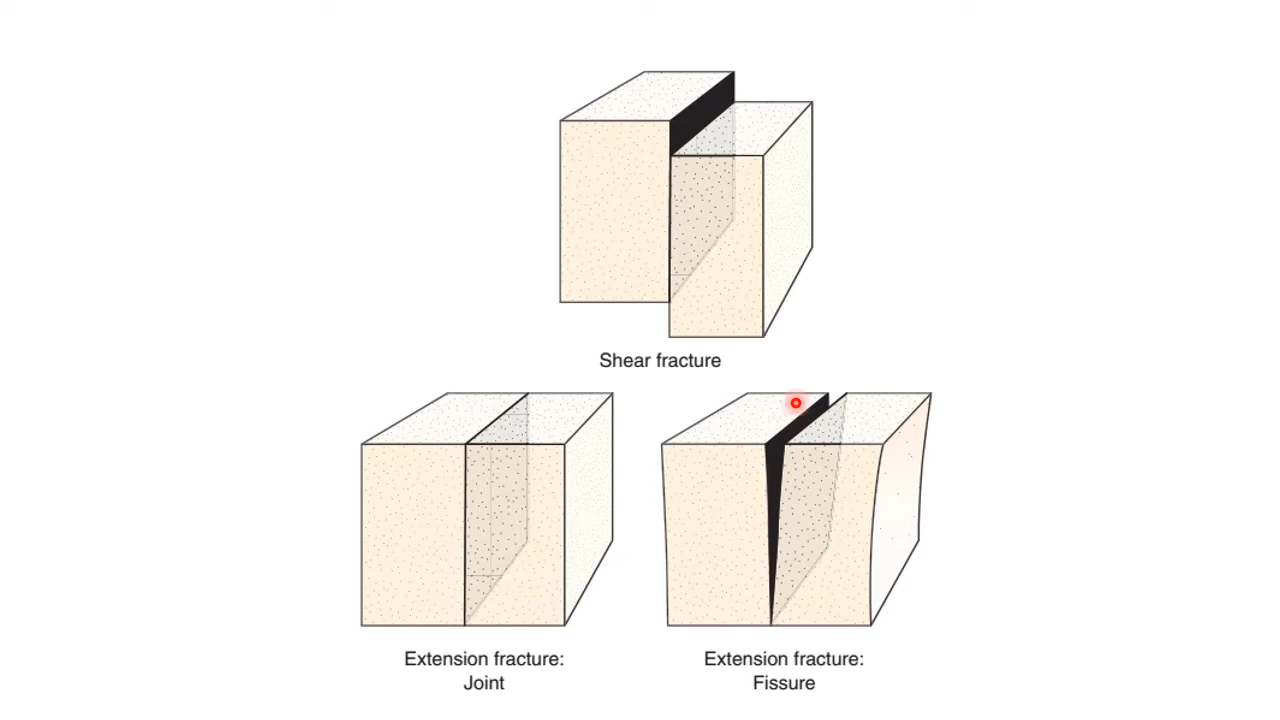 Shear fracture
Extension fracture:
Joint
Extension fracture:
Fissure